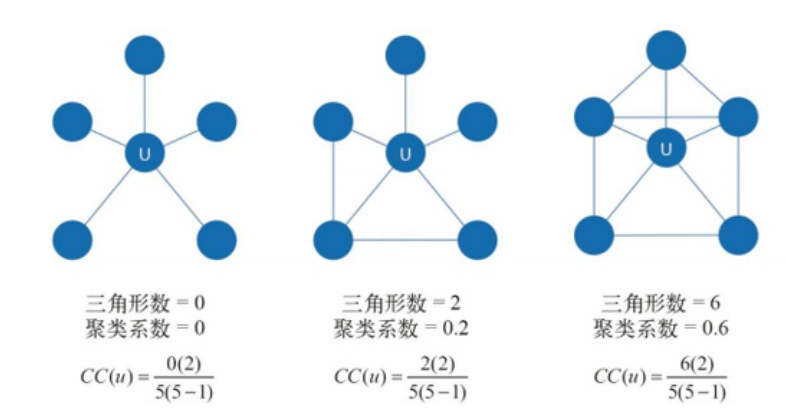 U
U
U
三角形数 = 0
聚类系数 = 0
CC(u) = 0(2) / 5(5−1)
三角形数 = 2
聚类系数 = 0.2
CC(u) = 2(2) / 5(5−1)
三角形数 = 6
聚类系数 = 0.6
CC(u) = 6(2) / 5(5−1)